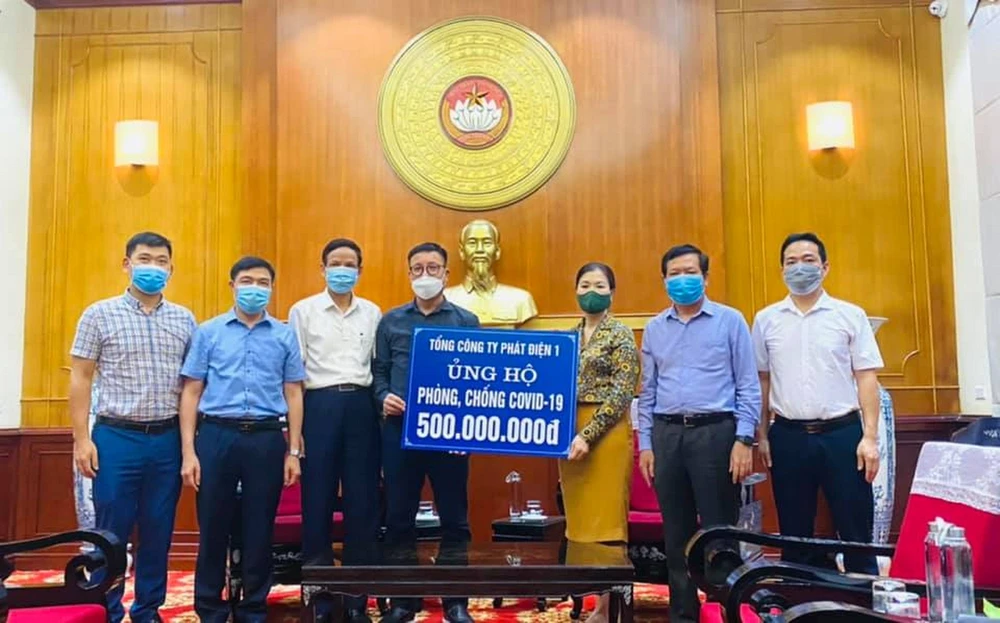 TỔNG CÔNG TY PHÁT ĐIỆN 1
ỦNG HỘ
PHÒNG, CHỐNG COVID-19
500.000.000đ